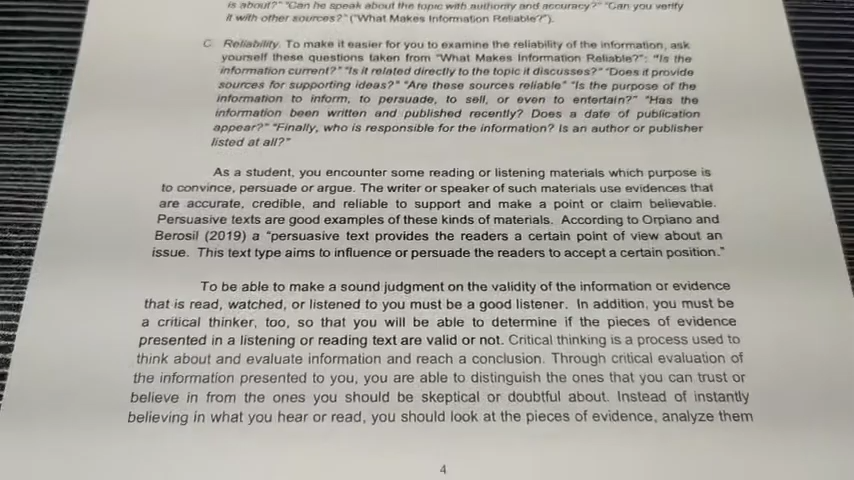 is about?" "Can he speak about the topic with authority and accuracy?" "Can you verify
it with other sources?" ("What Makes Information Reliable?").
C. Reliability. To make it easier for you to examine the reliability of the information, ask
yourself these questions taken from "What Makes Information Reliable?": "Is the
information current?" "Is it related directly to the topic it discusses?" "Does it provide
sources for supporting ideas?" "Are these sources reliable" "Is the purpose of the
information to inform, to persuade, to sell, or even to entertain?" "Has the
information been written and published recently? Does a date of publication
appear?" "Finally, who is responsible for the information? Is an author or publisher
listed at all?"
As a student, you encounter some reading or listening materials which purpose is
to convince, persuade or argue. The writer or speaker of such materials use evidences that
are accurate, credible, and reliable to support and make a point or claim believable.
Persuasive texts are good examples of these kinds of materials. According to Orpiano and
Berosil (2019) a "persuasive text provides the readers a certain point of view about an
issue. This text type aims to influence or persuade the readers to accept a certain position."
To be able to make a sound judgment on the validity of the information or evidence
that is read, watched, or listened to you must be a good listener. In addition, you must be
a critical thinker, too, so that you will be able to determine if the pieces of evidence
presented in a listening or reading text are valid or not. Critical thinking is a process used to
think about and evaluate information and reach a conclusion. Through critical evaluation of
the information presented to you, you are able to distinguish the ones that you can trust or
believe in from the ones you should be skeptical or doubtful about. Instead of instantly
believing in what you hear or read, you should look at the pieces of evidence, analyze them
4